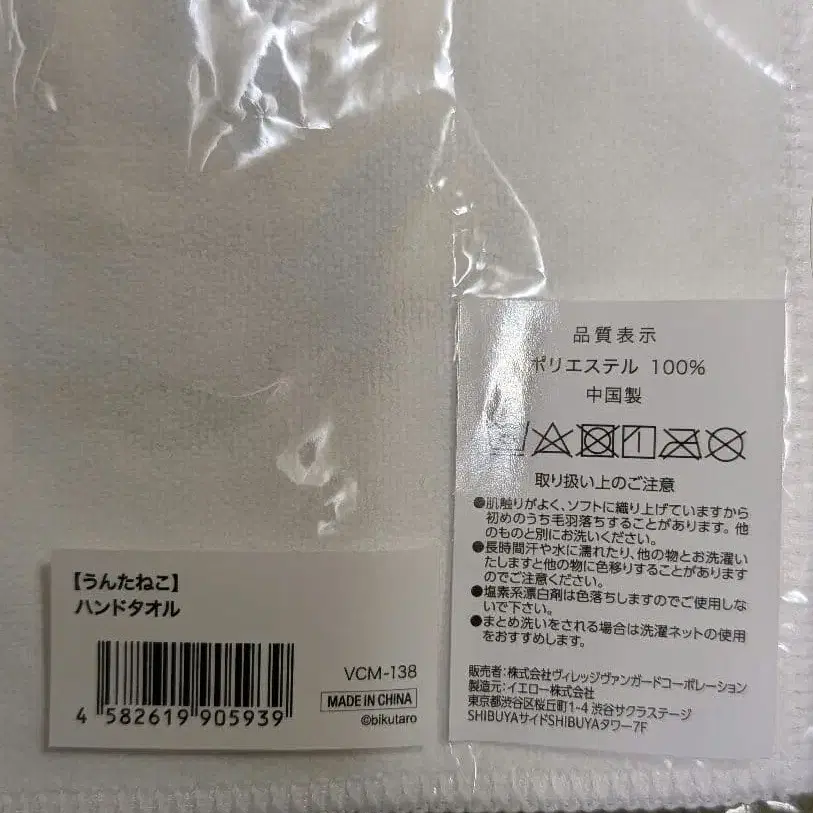 【うんたねこ】
ハンドタオル
4 582619 905939
VCM-138
MADE IN CHINA
©bikutaro
品質表示
ポリエステル 100%
中国製
取り扱い上のご注意
●肌触りがよく、ソフトに織り上げていますから
初めのうち毛羽落ちすることがあります。他
のものと別にお洗いください。
●長時間汗や水に濡れたり、他の物とお洗濯い
たしますと他の物に色移りすることがあります
のでご注意ください。
●塩素系漂白剤は色落ちしますのでご使用しな
いで下さい。
●まとめ洗いをされる場合は洗濯ネットの使用
をおすすめします。
販売者:株式会社ヴィレッジヴァンガードコーポレーション
製造元:イエロー株式会社
東京都渋谷区桜丘町1-4 渋谷サクラステージ
SHIBUYAサイドSHIBUYAタワー7F